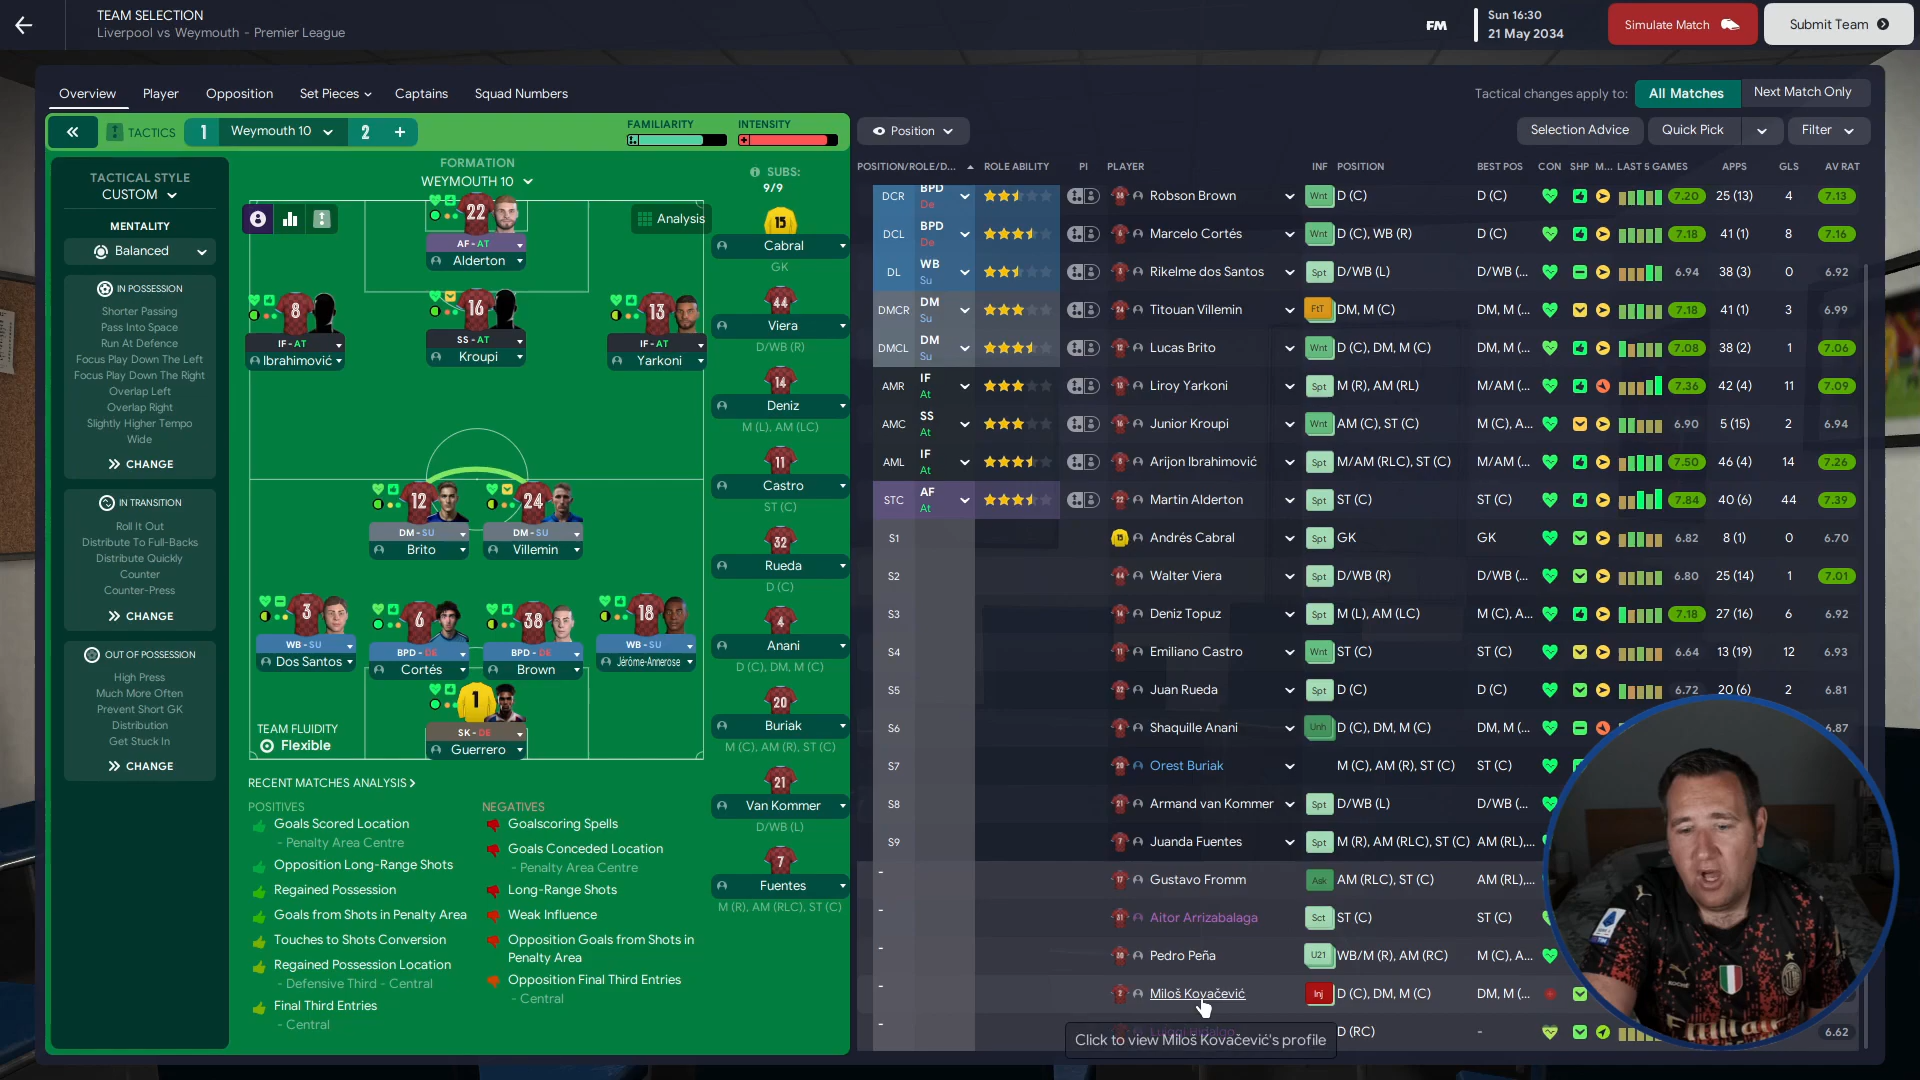 TEAM SELECTION
Liverpool vs Weymouth - Premier League
FM
Sun 16:30
21 May 2034
Simulate Match
Submit Team
Overview
Player
Opposition
Set Pieces
Captains
Squad Numbers
Tactical changes apply to:
All Matches
Next Match Only
TACTICS
1
Weymouth 10
2
+
FAMILIARITY
INTENSITY
Position
Selection Advice
Quick Pick
Filter
TACTICAL STYLE
CUSTOM
MENTALITY
Balanced
IN POSSESSION
Shorter Passing
Pass Into Space
Run At Defence
Focus Play Down The Left
Focus Play Down The Right
Overlap Left
Overlap Right
Slightly Higher Tempo
Wide
CHANGE
IN TRANSITION
Roll It Out
Distribute To Full-Backs
Distribute Quickly
Counter
Counter-Press
CHANGE
OUT OF POSSESSION
High Press
Much More Often
Prevent Short GK
Distribution
Get Stuck In
CHANGE
FORMATION
WEYMOUTH 10
Analysis
22
AF - AT
Alderton
8
IF - AT
Ibrahimović
16
SS - AT
Kroupi
13
IF - AT
Yarkoni
12
DM - SU
Brito
24
DM - SU
Villemin
3
WB - SU
Dos Santos
6
BPD - DE
Cortés
38
BPD - DE
Brown
18
WB - SU
Jérôme-Annerose
1
SK - DE
Guerrero
TEAM FLUIDITY
Flexible
SUBS:
9/9
15
Cabral
GK
44
Viera
D/WB (R)
14
Deniz
M (L), AM (LC)
11
Castro
ST (C)
32
Rueda
D (C)
4
Anani
D (C), DM, M (C)
20
Buriak
M (C), AM (R), ST (C)
21
Van Kommer
D/WB (L)
7
Fuentes
M (R), AM (RLC), ST (C)
RECENT MATCHES ANALYSIS
POSITIVES
Goals Scored Location
- Penalty Area Centre
Opposition Long-Range Shots
Regained Possession
Goals from Shots in Penalty Area
Touches to Shots Conversion
Regained Possession Location
- Defensive Third - Central
Final Third Entries
- Central
NEGATIVES
Goalscoring Spells
Goals Conceded Location
- Penalty Area Centre
Long-Range Shots
Weak Influence
Opposition Goals from Shots in
Penalty Area
Opposition Final Third Entries
- Central
POSITION/ROLE/D... ROLE ABILITY PI PLAYER INF POSITION BEST POS CON SHP M... LAST 5 GAMES APPS GLS AV RAT
DCR BPD De Robson Brown Wnt D (C) D (C) 7.20 25 (13) 4 7.13
DCL BPD De Marcelo Cortés Wnt D (C), WB (R) D (C) 7.18 41 (1) 8 7.16
DL WB Su Rikelme dos Santos Spt D/WB (L) D/WB (... 6.94 38 (3) 0 6.92
DMCR DM Su Titouan Villemin FtT DM, M (C) DM, M (... 7.18 41 (1) 3 6.99
DMCL DM Su Lucas Brito Wnt D (C), DM, M (C) DM, M (... 7.08 38 (2) 1 7.06
AMR IF At Liroy Yarkoni Spt M (R), AM (RL) M/AM (... 7.36 42 (4) 11 7.09
AMC SS At Junior Kroupi Wnt AM (C), ST (C) M (C), A... 6.90 5 (15) 2 6.94
AML IF At Arijon Ibrahimović Spt M/AM (RLC), ST (C) M/AM (... 7.50 46 (4) 14 7.26
STC AF At Martin Alderton Spt ST (C) ST (C) 7.84 40 (6) 44 7.39
S1 Andrés Cabral Spt GK GK 6.82 8 (1) 0 6.70
S2 Walter Viera Spt D/WB (R) D/WB (... 6.80 25 (14) 1 7.01
S3 Deniz Topuz Spt M (L), AM (LC) M (C), A... 7.18 27 (16) 6 6.92
S4 Emiliano Castro Wnt ST (C) ST (C) 6.64 13 (19) 12 6.93
S5 Juan Rueda Spt D (C) D (C) 6.72 20 (6) 2 6.81
S6 Shaquille Anani Unh D (C), DM, M (C) DM, M (... 6.87
S7 Orest Buriak M (C), AM (R), ST (C) ST (C)
S8 Armand van Kommer Spt D/WB (L) D/WB (...
S9 Juanda Fuentes Spt M (R), AM (RLC), ST (C) AM (RL),...
- Gustavo Fromm Ask AM (RLC), ST (C) AM (RL),...
- Aitor Arrizabalaga Sct ST (C) ST (C)
- Pedro Peña U21 WB/M (R), AM (RC) M (C), A...
- Miloš Kovačević Inj D (C), DM, M (C) DM, M (...
- D (RC) - 6.62
Click to view Miloš Kovačević's profile